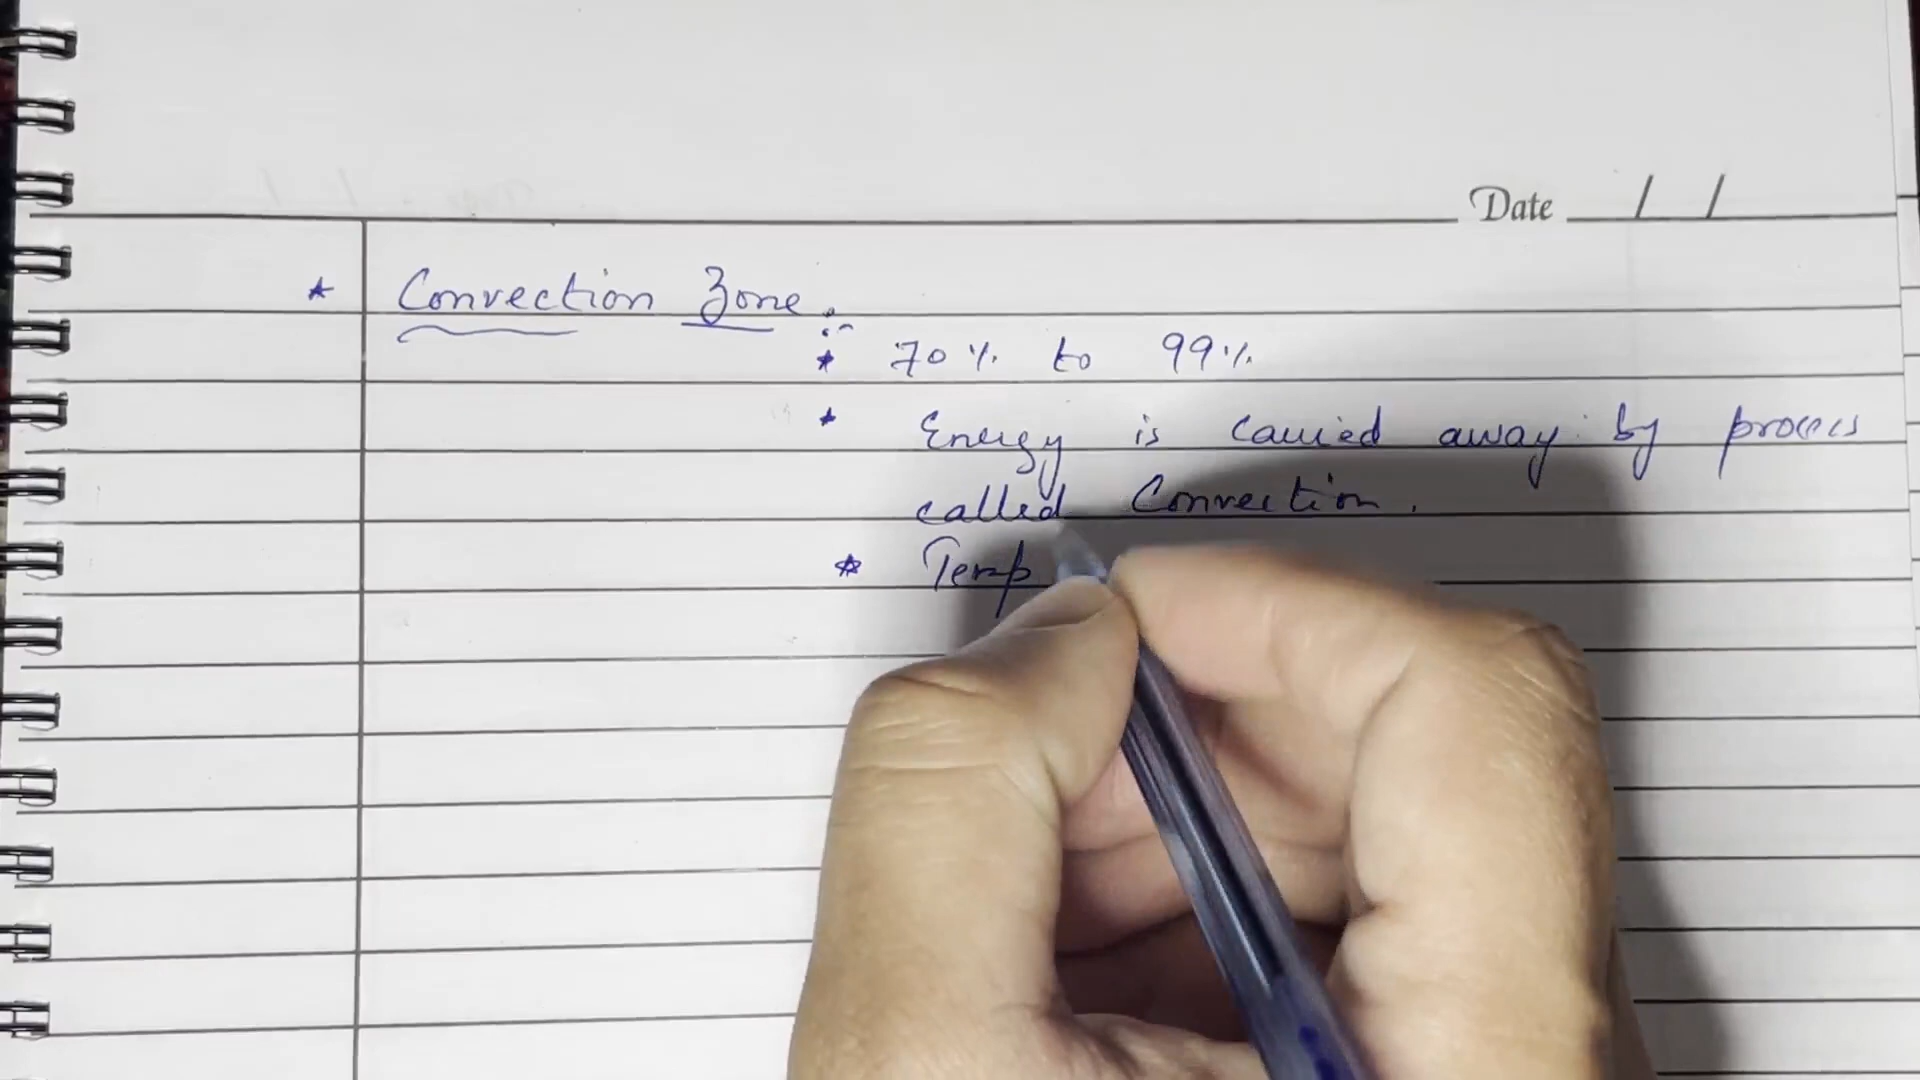 Date / /
* Convection Zone :-
* 70% to 99%
* Energy is carried away by process
called Convection.
* Temp